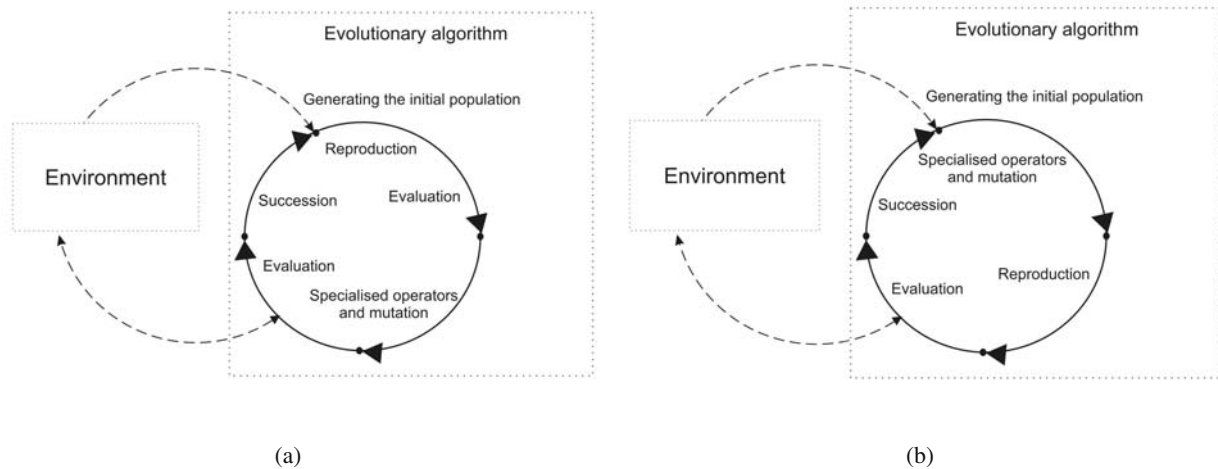 Evolutionary algorithm
Generating the initial population
Reproduction
Environment
Evaluation
Succession
Evaluation
Specialised operators
and mutation
(a)
Evolutionary algorithm
Generating the initial population
Specialised operators
and mutation
Environment
Succession
Reproduction
Evaluation
(b)